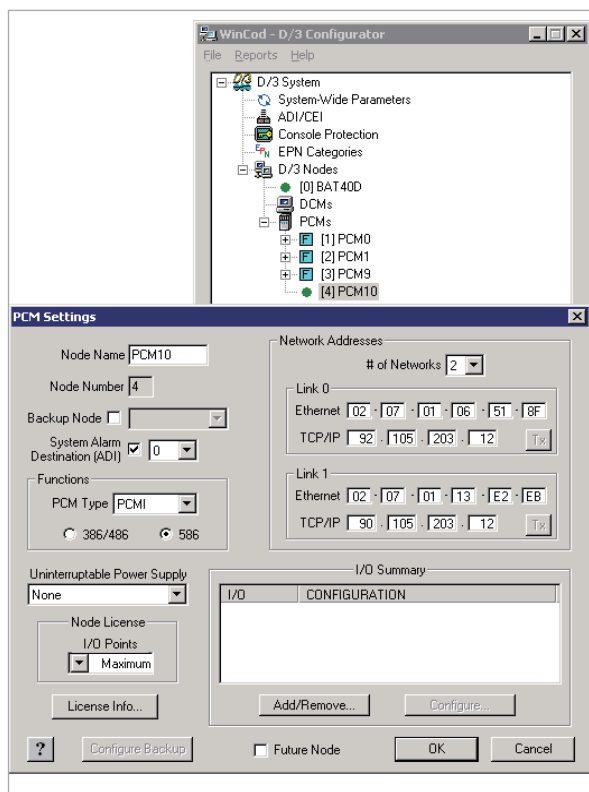 WinCod - D/3 Configurator
File Reports Help
D/3 System
System-Wide Parameters
ADI/CEI
Console Protection
EPN Categories
D/3 Nodes
[0] BAT40D
DCMs
PCMs
F [1] PCM0
F [2] PCM1
F [3] PCM9
[4] PCM10
PCM Settings
Node Name PCM10
Node Number 4
Backup Node
System Alarm
Destination (ADI) 0
Functions
PCM Type PCMI
386/486 586
Network Addresses
# of Networks 2
Link 0
Ethernet 02 - 07 - 01 - 06 - 51 - 8F
TCP/IP 92 . 105 . 203 . 12 Tx
Link 1
Ethernet 02 - 07 - 01 - 13 - E2 - EB
TCP/IP 90 . 105 . 203 . 12 Tx
Uninterruptable Power Supply
None
Node License
I/O Points
Maximum
License Info...
I/O Summary
I/O CONFIGURATION
Add/Remove... Configure...
? Configure Backup Future Node OK Cancel